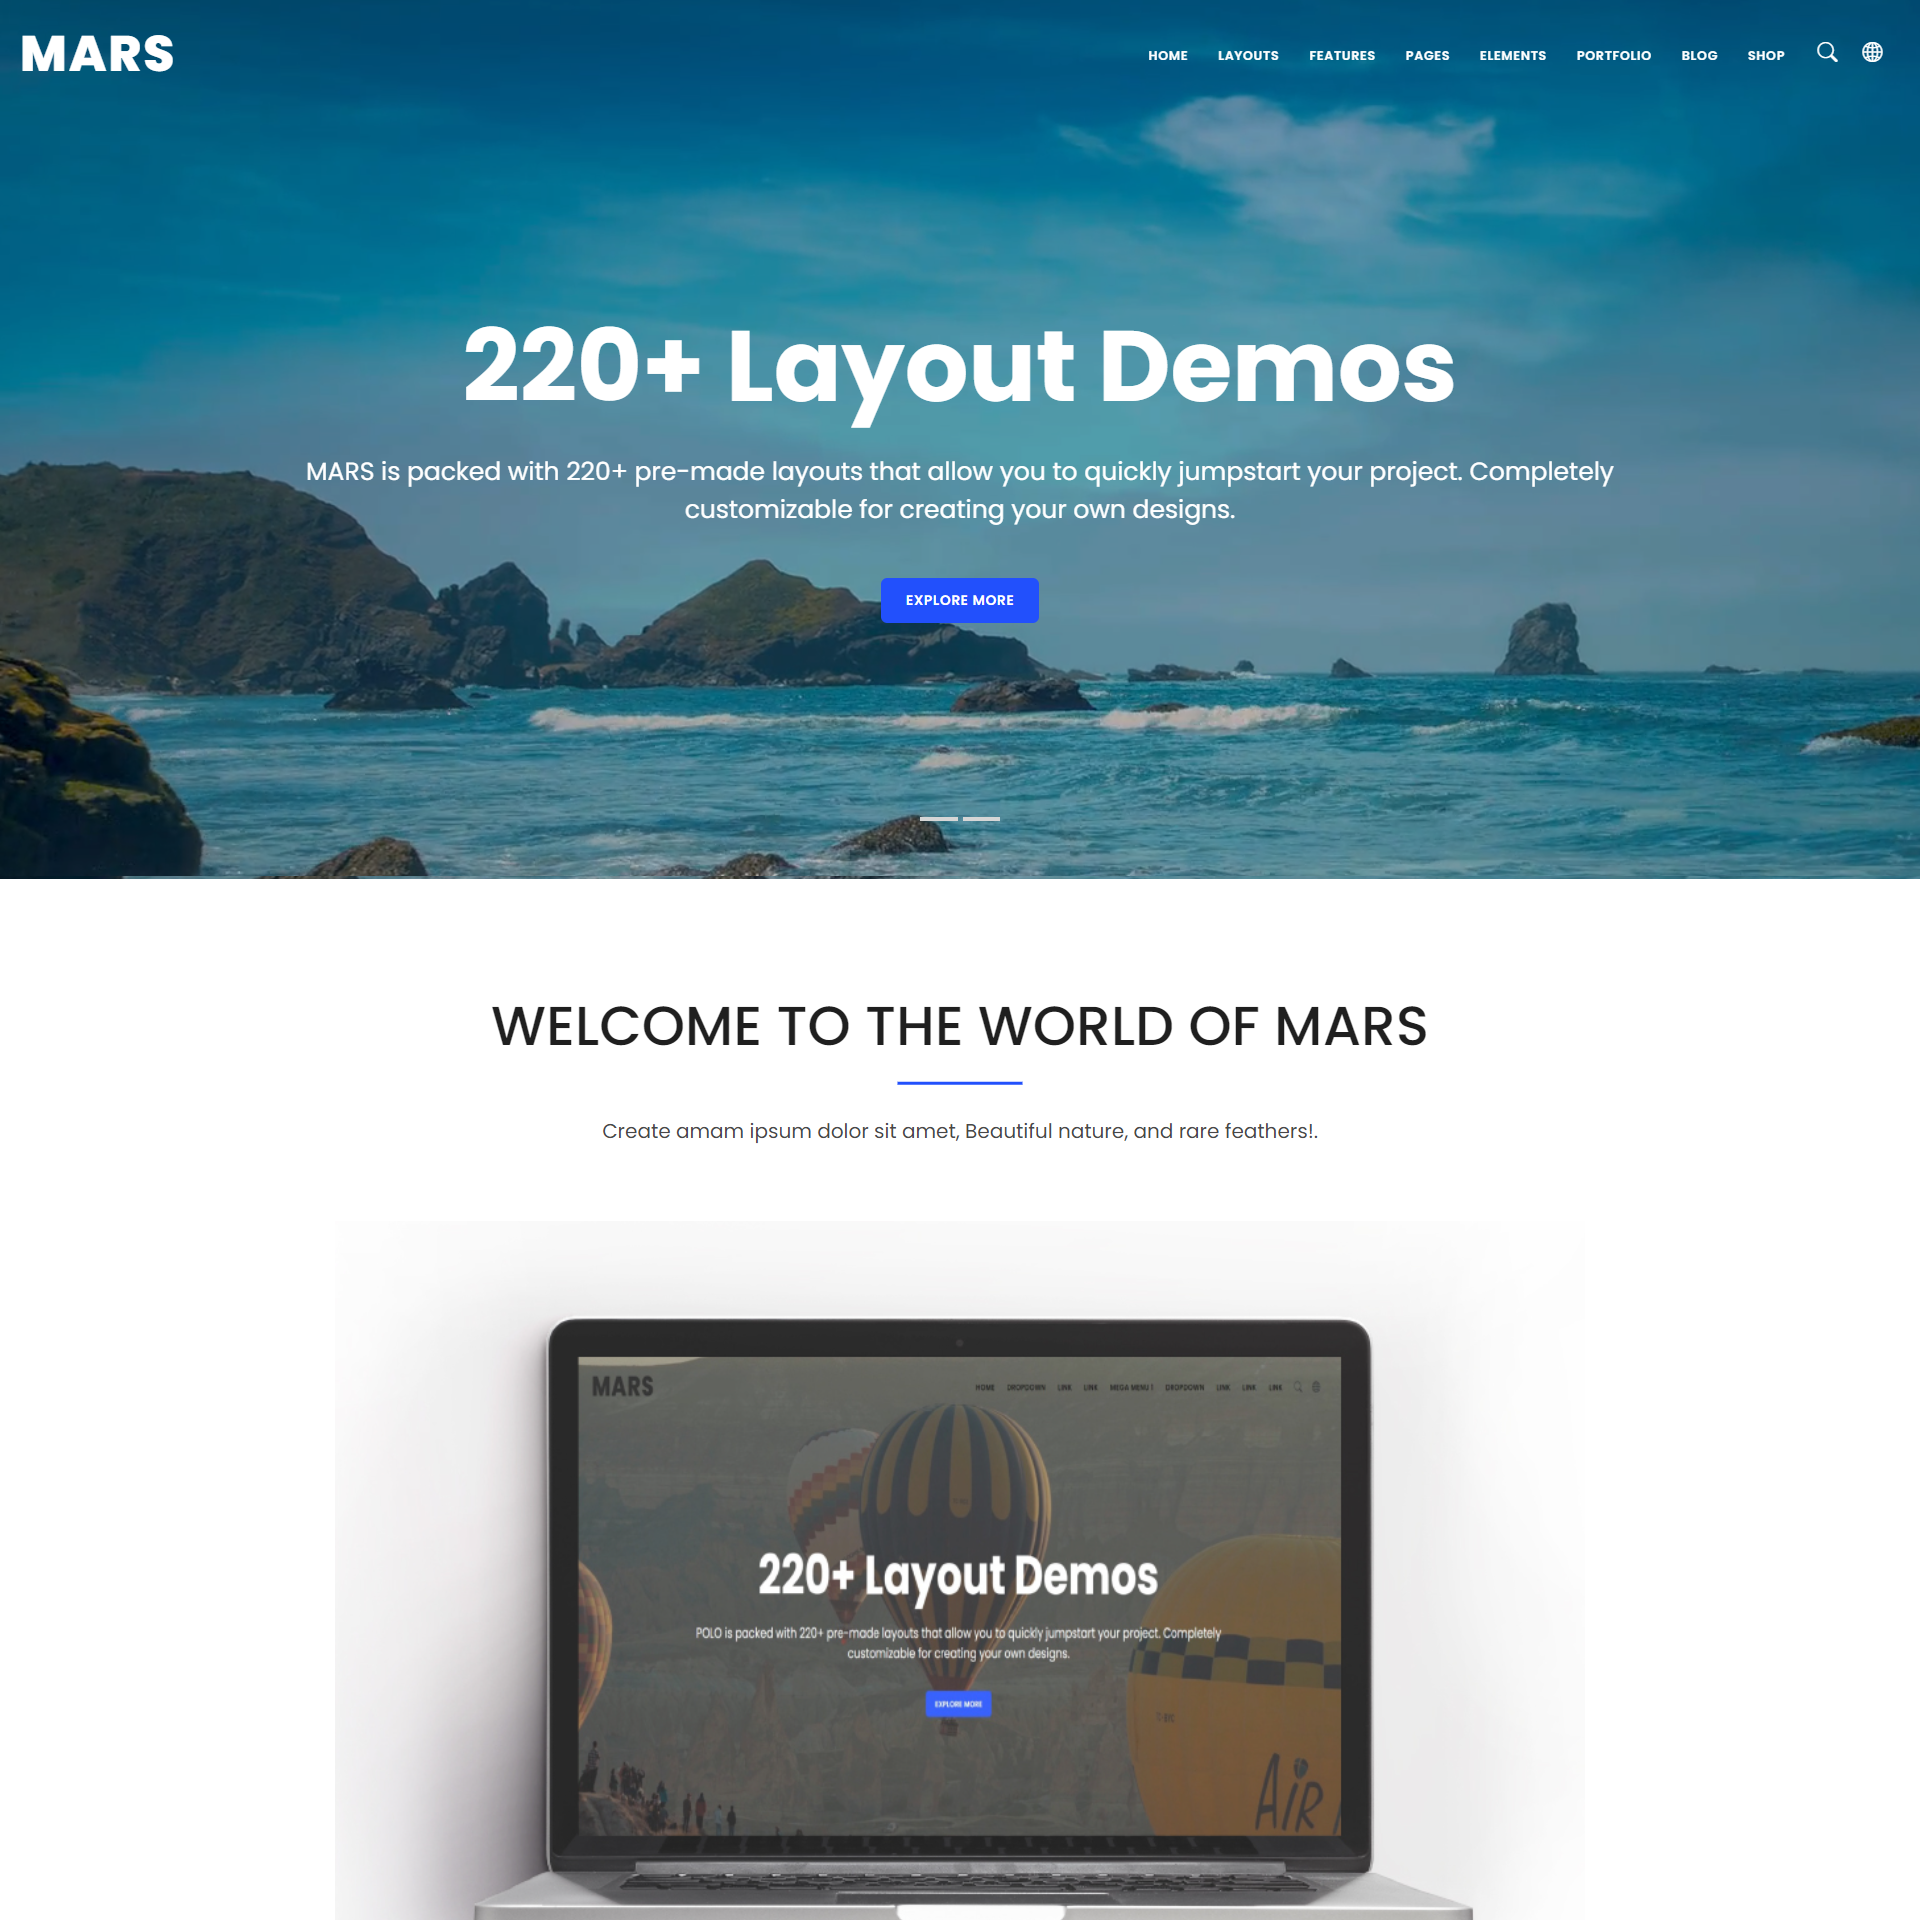 MARS
HOME LAYOUTS FEATURES PAGES ELEMENTS PORTFOLIO BLOG SHOP
220+ Layout Demos
MARS is packed with 220+ pre-made layouts that allow you to quickly jumpstart your project. Completely
customizable for creating your own designs.
EXPLORE MORE
WELCOME TO THE WORLD OF MARS
Create amam ipsum dolor sit amet, Beautiful nature, and rare feathers!.
MARS
HOME DROPDOWN LINK LINK MEGA MENU 1 DROPDOWN LINK LINK LINK
220+ Layout Demos
POLO is packed with 220+ pre-made layouts that allow you to quickly jumpstart your project. Completely
customizable for creating your own designs.
EXPLORE MORE
AIR